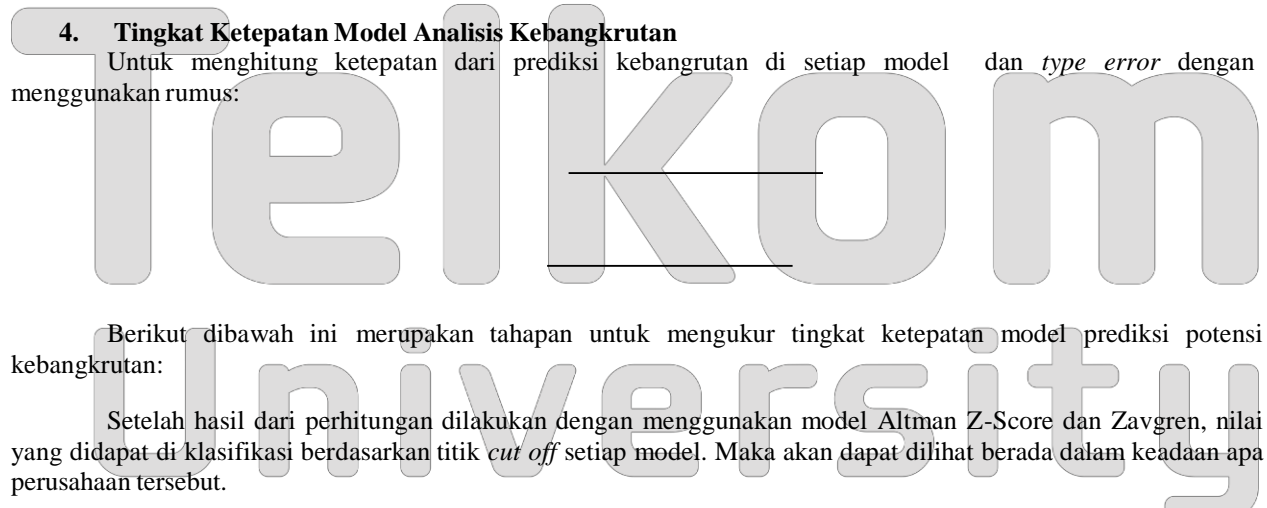 4. Tingkat Ketepatan Model Analisis Kebangkrutan
Untuk menghitung ketepatan dari prediksi kebangrutan di setiap model dan type error dengan
menggunakan rumus:
Telkom
Berikut dibawah ini merupakan tahapan untuk mengukur tingkat ketepatan model prediksi potensi
kebangkrutan:
University
Setelah hasil dari perhitungan dilakukan dengan menggunakan model Altman Z-Score dan Zavgren, nilai
yang didapat di klasifikasi berdasarkan titik cut off setiap model. Maka akan dapat dilihat berada dalam keadaan apa
perusahaan tersebut.